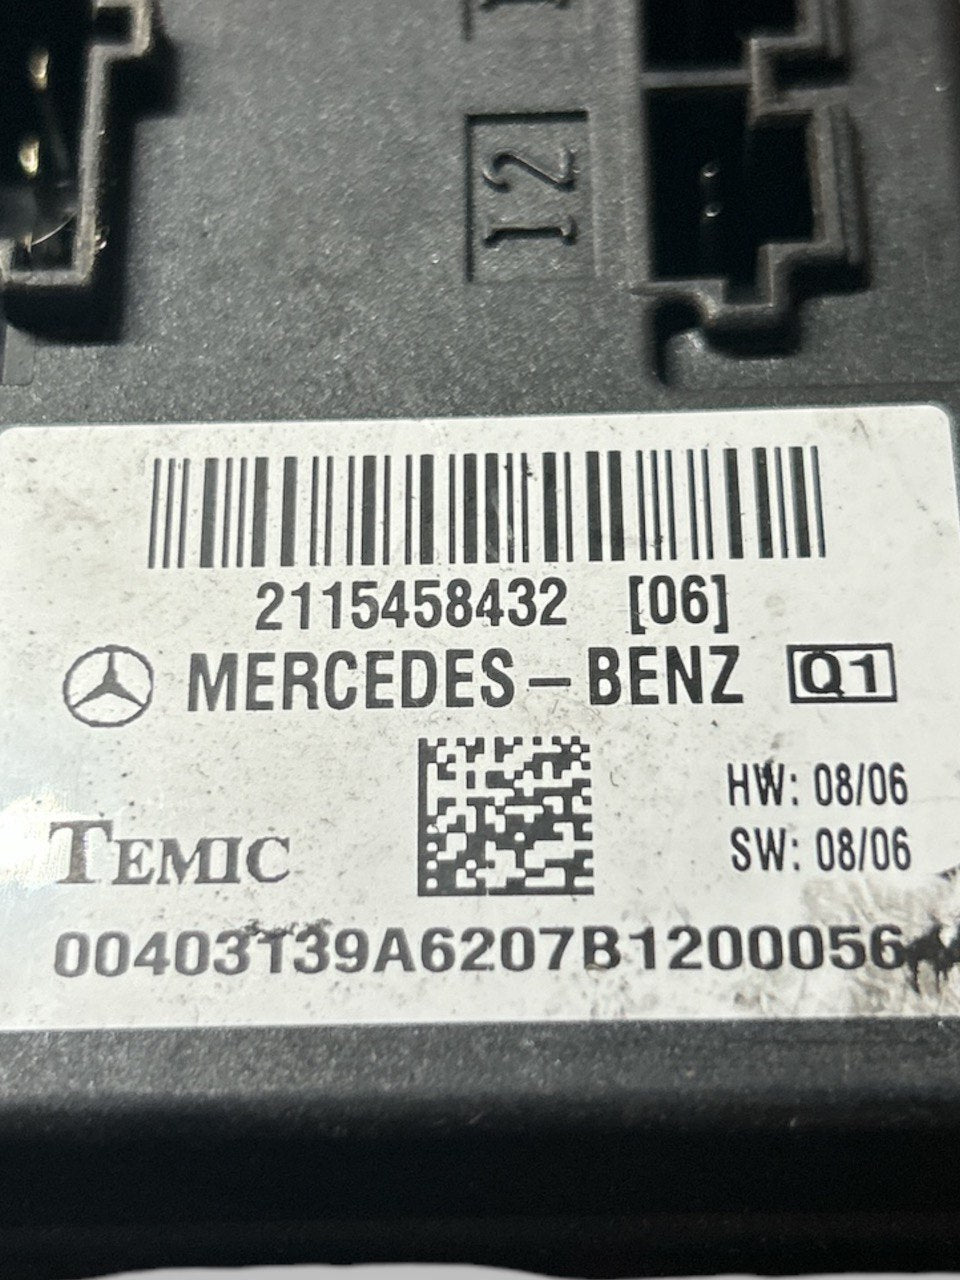 12
2115458432 [06]
MERCEDES-BENZ Q1
HW: 08/06
TEMIC
SW: 08/06
00403139A6207B1200056